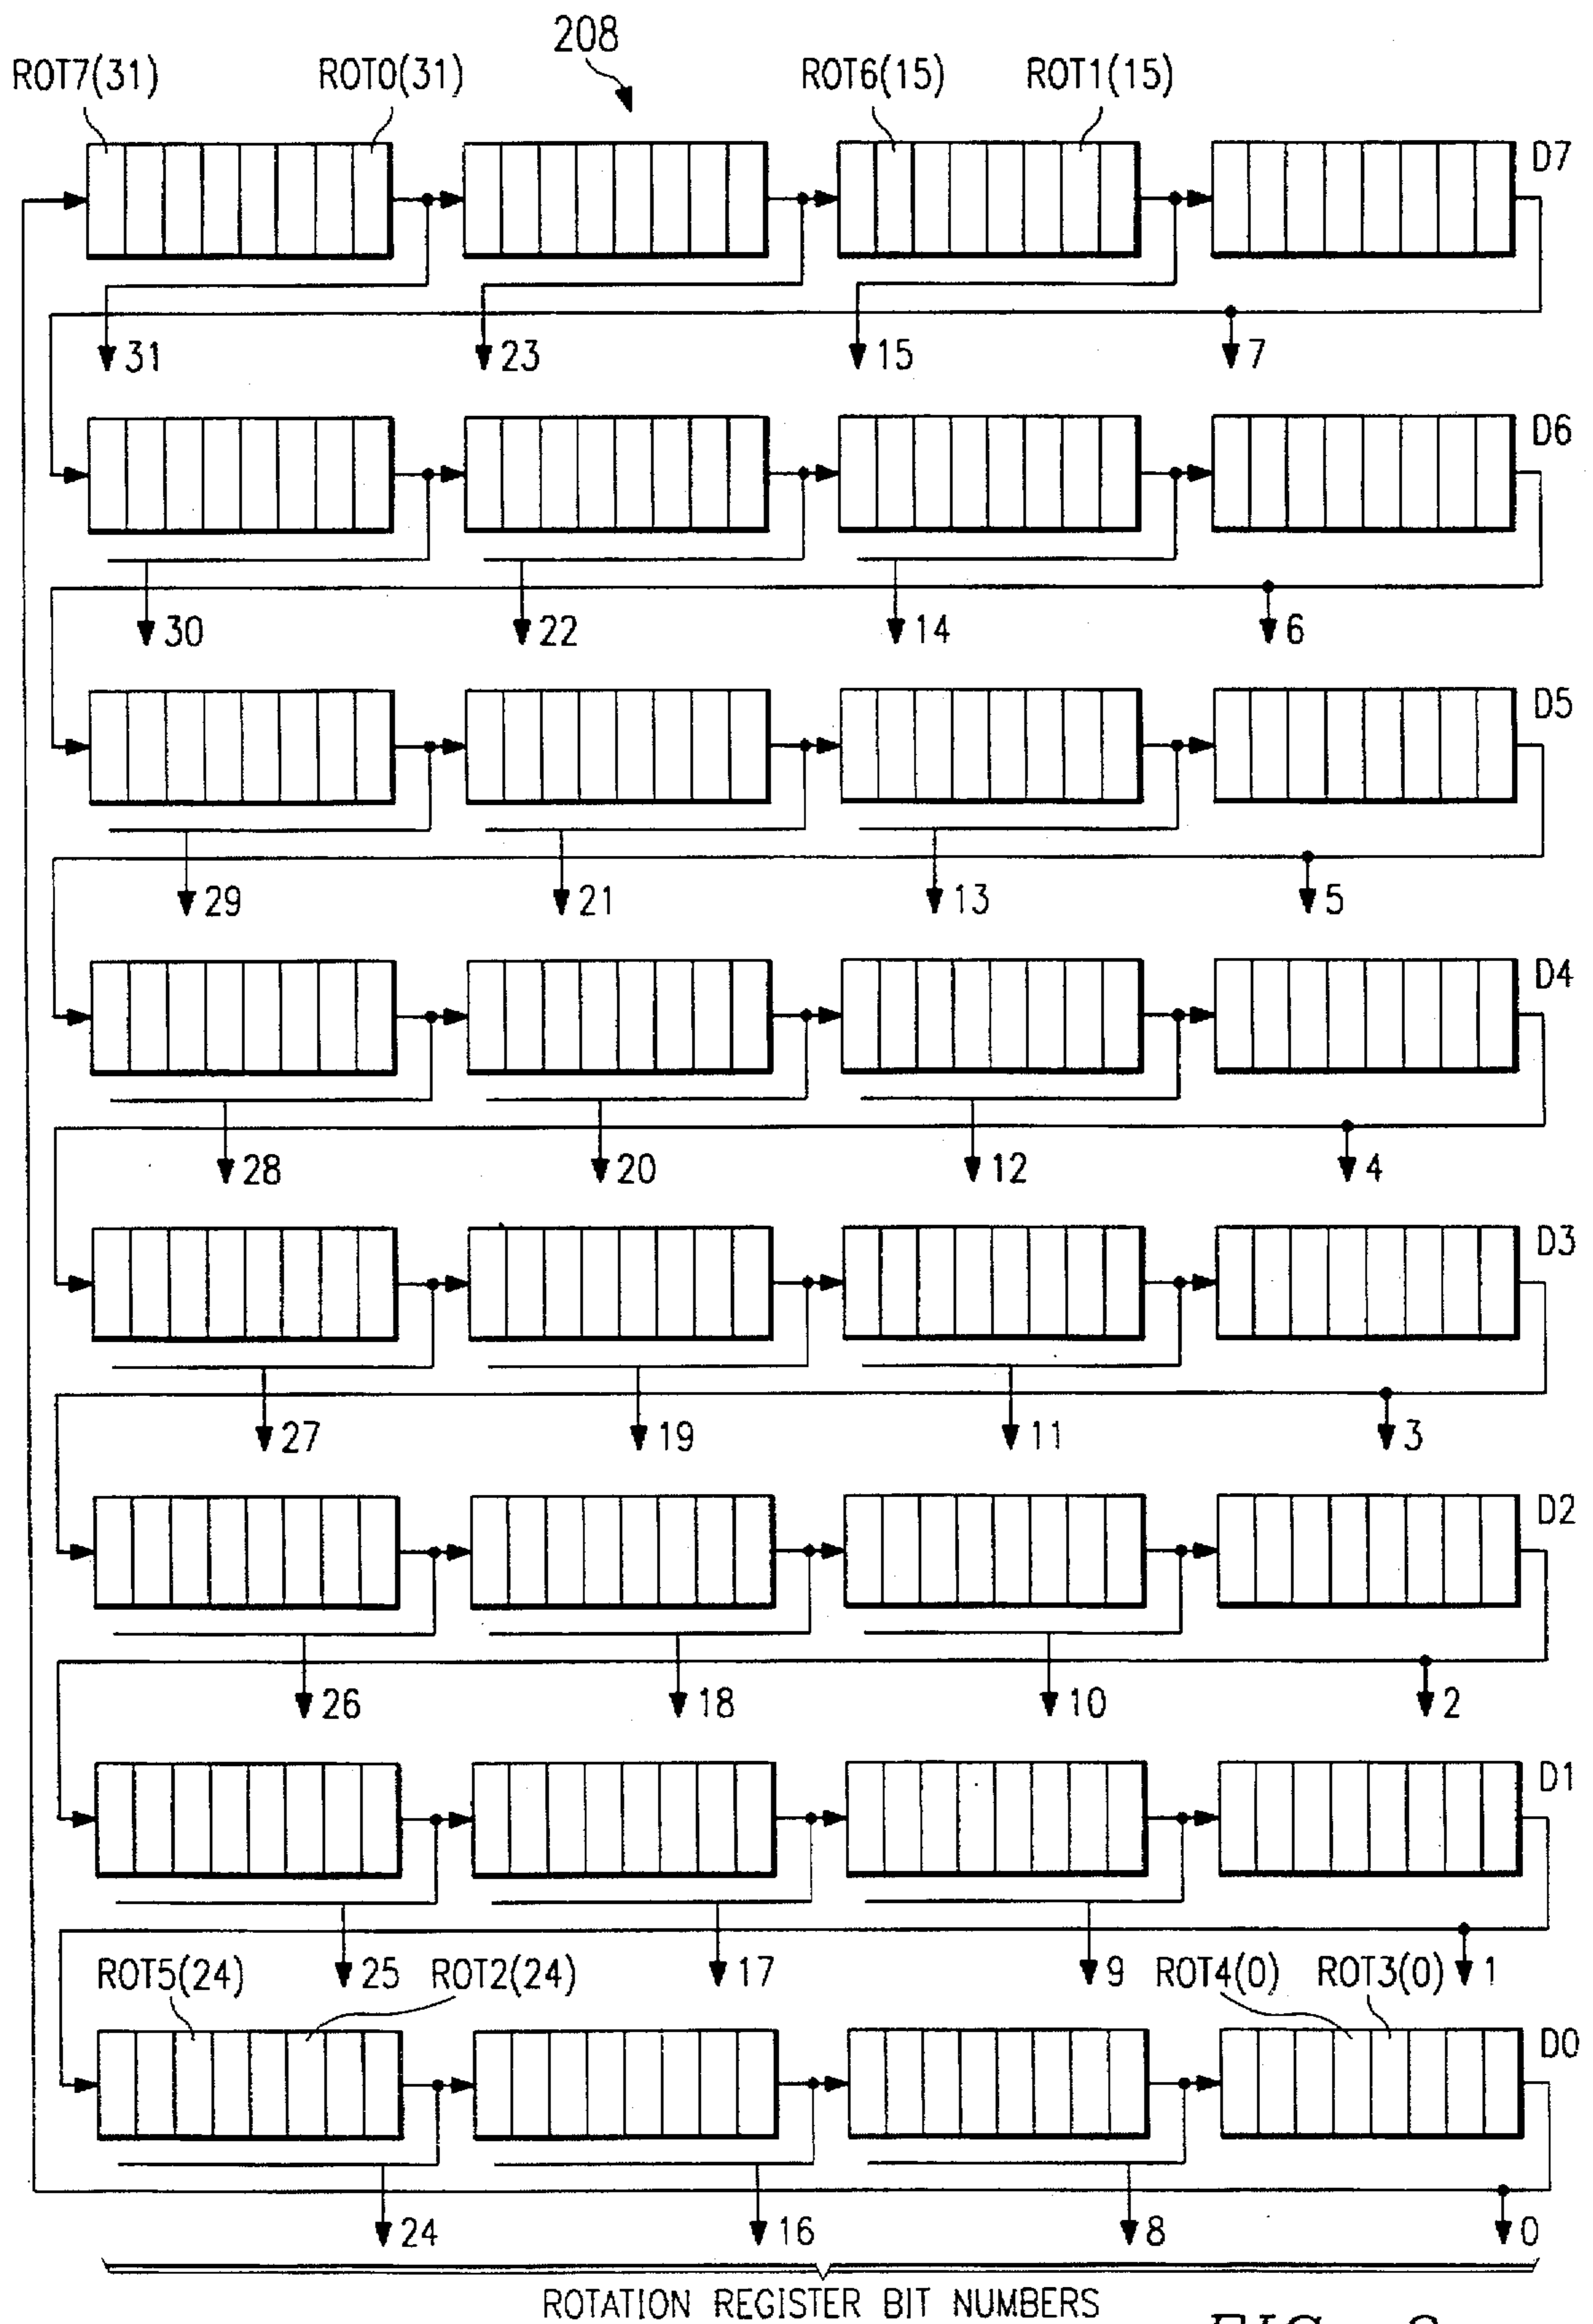 208
ROT7(31) ROT0(31) ROT6(15) ROT1(15)
D7
31 23 15 7
D6
30 22 14 6
D5
29 21 13 5
D4
28 20 12 4
D3
27 19 11 3
D2
26 18 10 2
D1
ROT5(24) 25 ROT2(24) 17 9 ROT4(0) ROT3(0) 1
D0
24 16 8 0
ROTATION REGISTER BIT NUMBERS